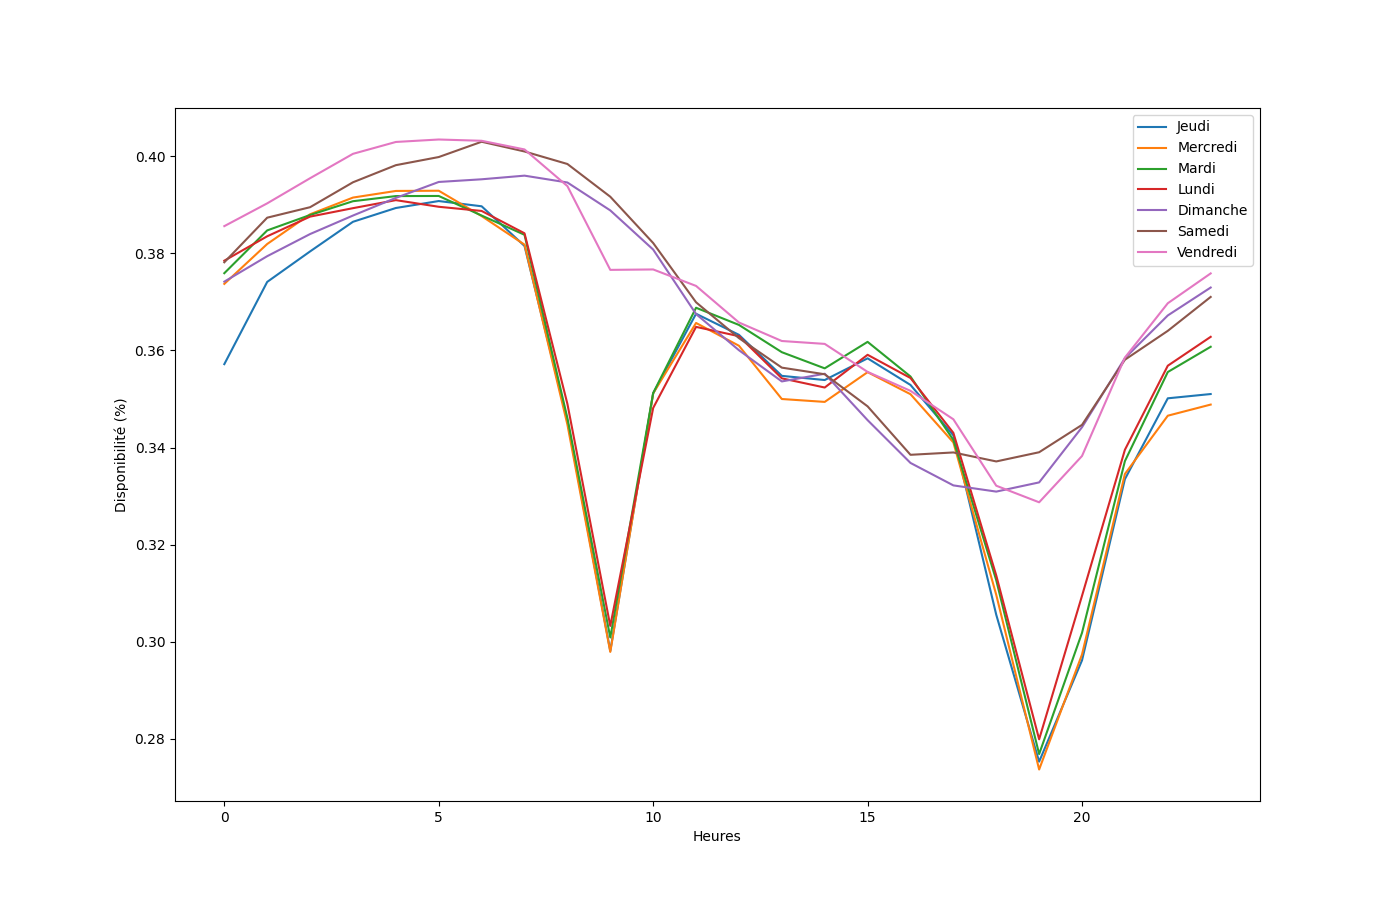 0.40
0.38
0.36
0.34
0.32
0.30
0.28
Disponibilité (%)
0 5 10 15 20
Heures
Jeudi
Mercredi
Mardi
Lundi
Dimanche
Samedi
Vendredi